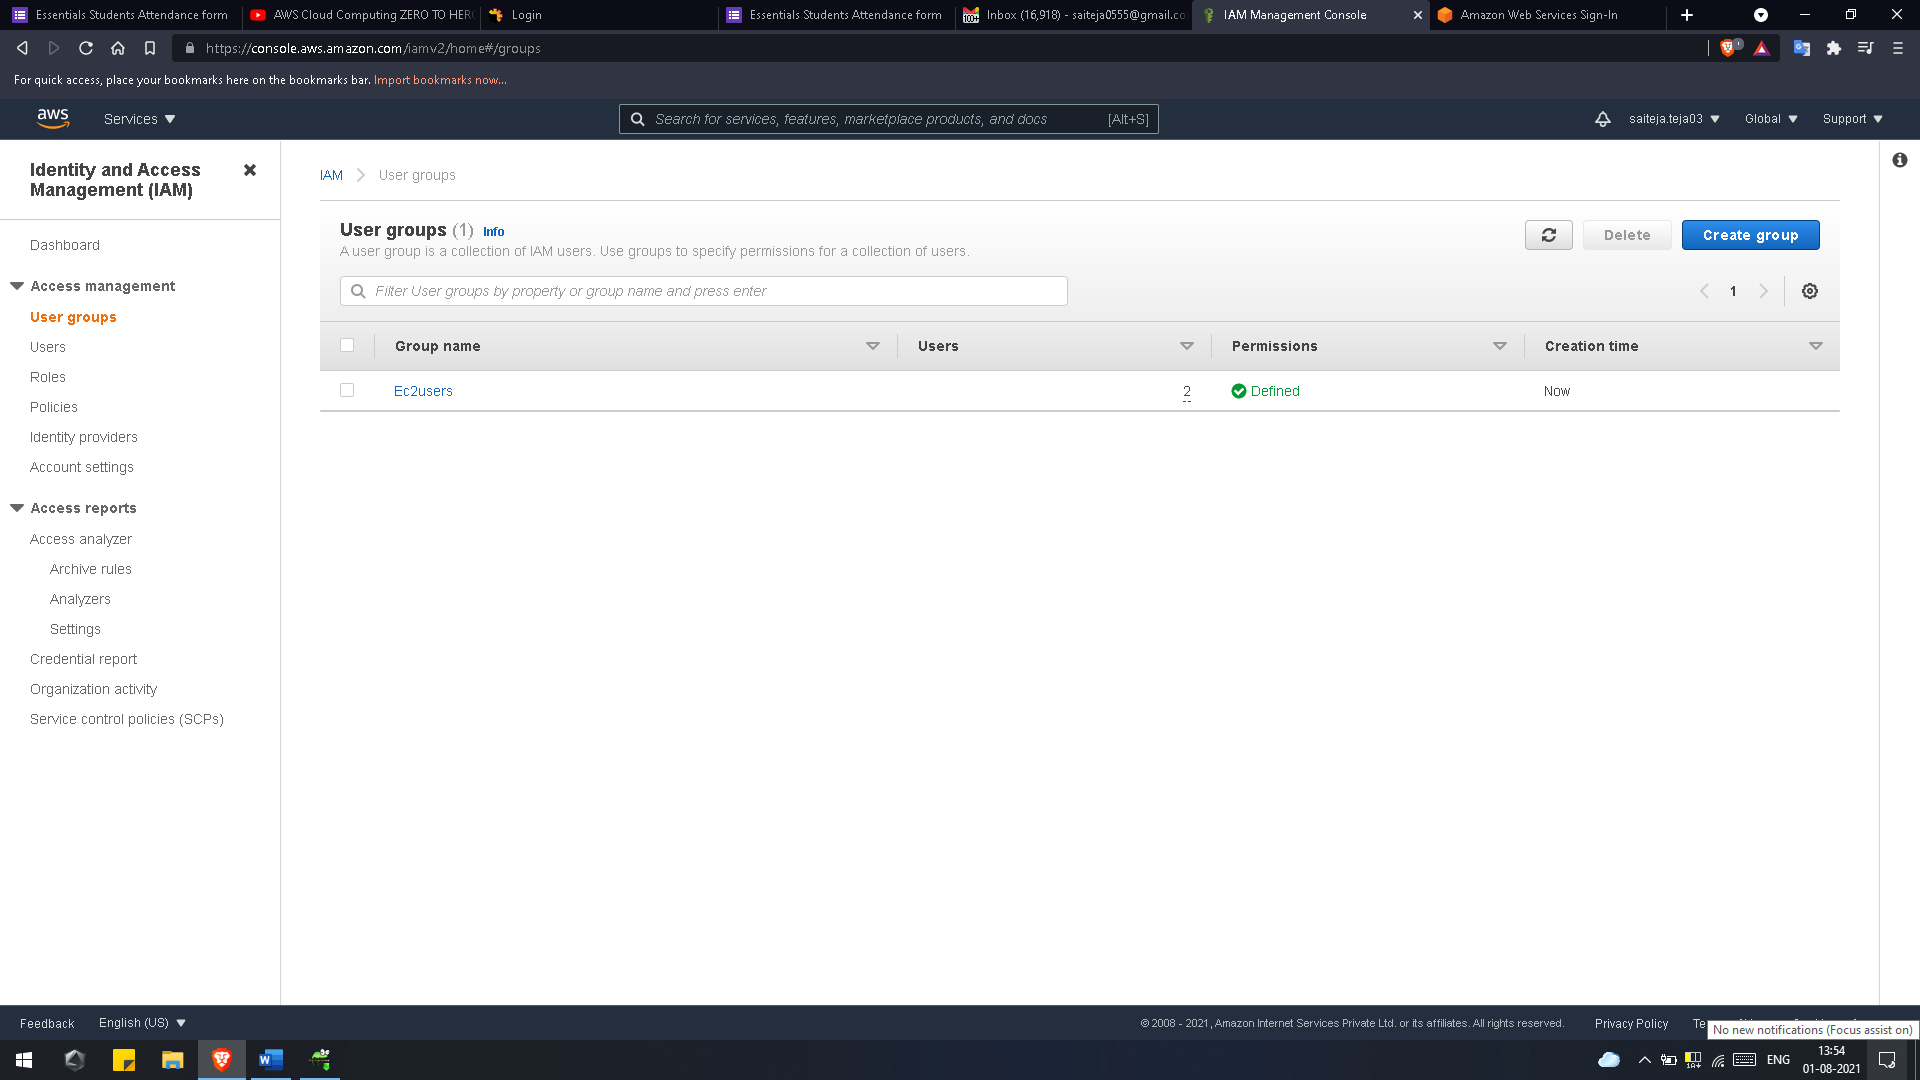 Essentials Students Attendance form
AWS Cloud Computing ZERO TO HERO
Login
Essentials Students Attendance form
Inbox (16,918) - saiteja0555@gmail.co
IAM Management Console
Amazon Web Services Sign-In
https://console.aws.amazon.com/iamv2/home#/groups
For quick access, place your bookmarks here on the bookmarks bar. Import bookmarks now...
aws
Services
Search for services, features, marketplace products, and docs
[Alt+S]
saiteja.teja03
Global
Support
Identity and Access
Management (IAM)
Dashboard
Access management
User groups
Users
Roles
Policies
Identity providers
Account settings
Access reports
Access analyzer
Archive rules
Analyzers
Settings
Credential report
Organization activity
Service control policies (SCPs)
IAM
User groups
User groups (1) Info
A user group is a collection of IAM users. Use groups to specify permissions for a collection of users.
Delete
Create group
Filter User groups by property or group name and press enter
1
Group name
Users
Permissions
Creation time
Ec2users
2
Defined
Now
Feedback
English (US)
© 2008 - 2021, Amazon Internet Services Private Ltd. or its affiliates. All rights reserved.
Privacy Policy
No new notifications (Focus assist on)
ENG
13:54
01-08-2021